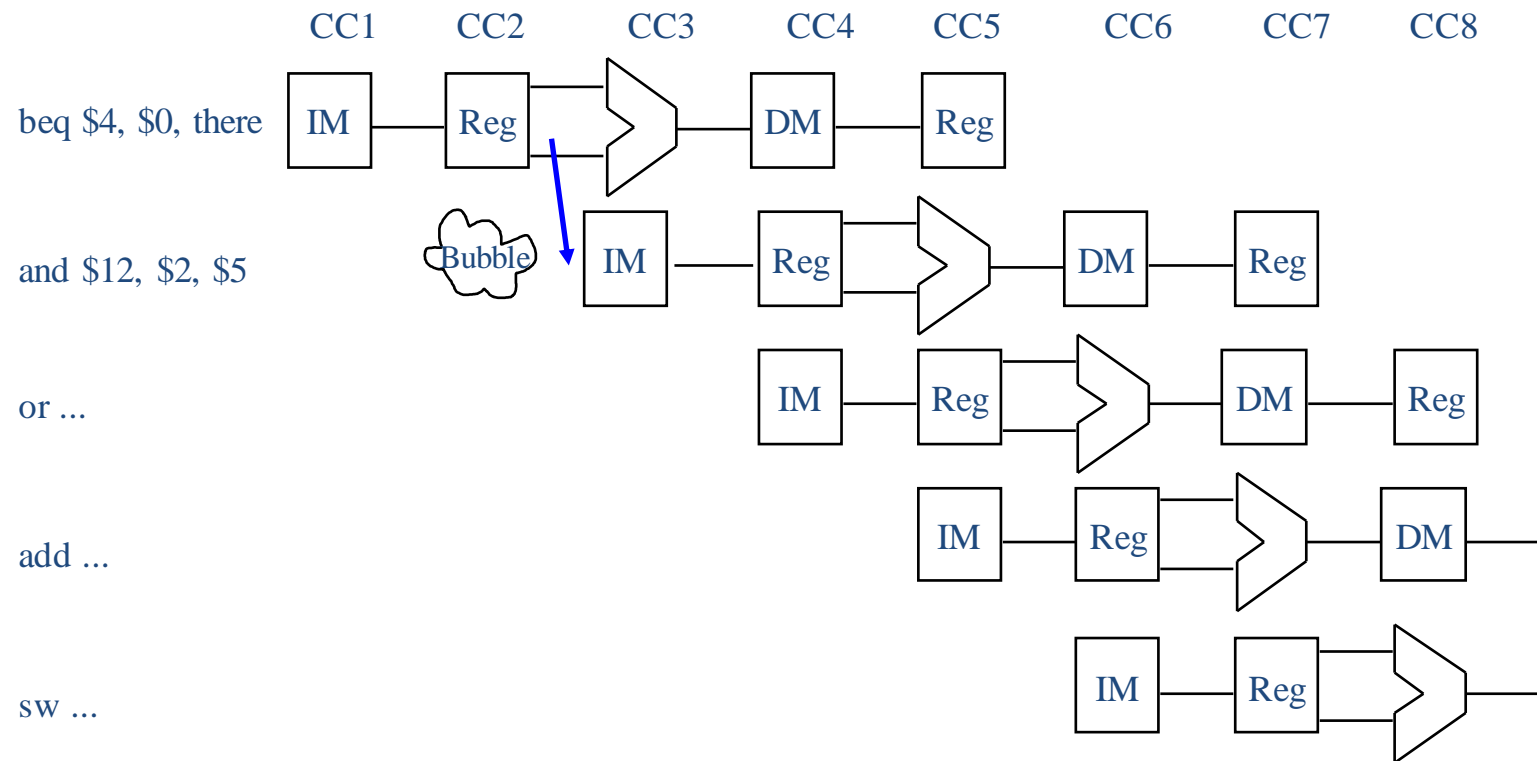 CC1 CC2 CC3 CC4 CC5 CC6 CC7 CC8
beq $4, $0, there IM Reg DM Reg
and $12, $2, $5 Bubble IM Reg DM Reg
or ... IM Reg DM Reg
add ... IM Reg DM
sw ... IM Reg